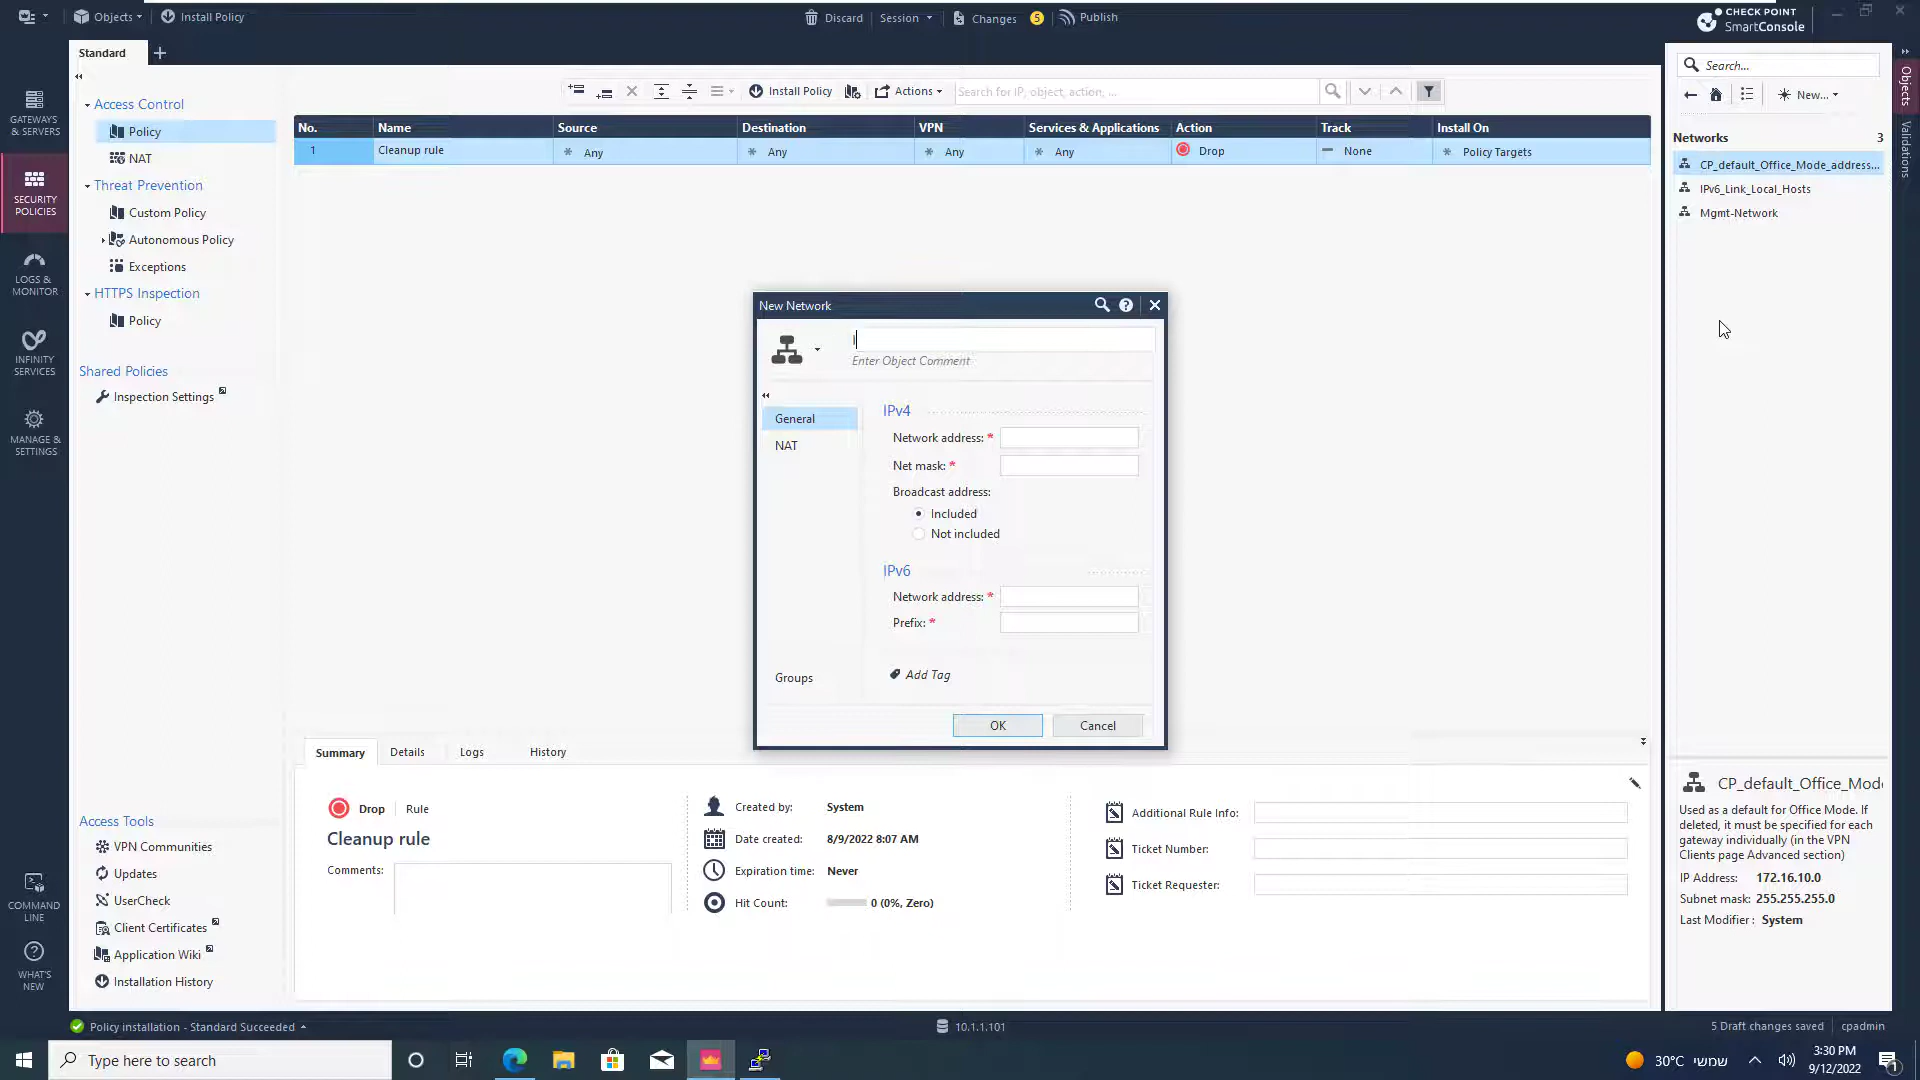 Objects
Install Policy
Discard
Session
Changes
5
Publish
CHECK POINT
SmartConsole
Standard
GATEWAYS
& SERVERS
SECURITY
POLICIES
LOGS &
MONITOR
INFINITY
SERVICES
MANAGE &
SETTINGS
COMMAND
LINE
WHAT'S
NEW
Access Control
Policy
NAT
Threat Prevention
Custom Policy
Autonomous Policy
Exceptions
HTTPS Inspection
Policy
Shared Policies
Inspection Settings
Access Tools
VPN Communities
Updates
UserCheck
Client Certificates
Application Wiki
Installation History
Install Policy
Actions
Search for IP, object, action, ...
No. Name Source Destination VPN Services & Applications Action Track Install On
1 Cleanup rule * Any * Any * Any * Any Drop None * Policy Targets
New Network
I
Enter Object Comment
General
NAT
Groups
IPv4
Network address: *
Net mask: *
Broadcast address:
Included
Not included
IPv6
Network address: *
Prefix: *
Add Tag
OK
Cancel
Summary
Details
Logs
History
Drop
Rule
Cleanup rule
Comments:
Created by: System
Date created: 8/9/2022 8:07 AM
Expiration time: Never
Hit Count: 0 (0%, Zero)
Additional Rule Info:
Ticket Number:
Ticket Requester:
Search...
New...
Networks 3
CP_default_Office_Mode_address...
IPv6_Link_Local_Hosts
Mgmt-Network
Objects
Validations
CP_default_Office_Mod
Used as a default for Office Mode. If
deleted, it must be specified for each
gateway individually (in the VPN
Clients page Advanced section)
IP Address: 172.16.10.0
Subnet mask: 255.255.255.0
Last Modifier : System
Policy installation - Standard Succeeded
10.1.1.101
5 Draft changes saved
cpadmin
Type here to search
30°C שמשי
3:30 PM
9/12/2022
1